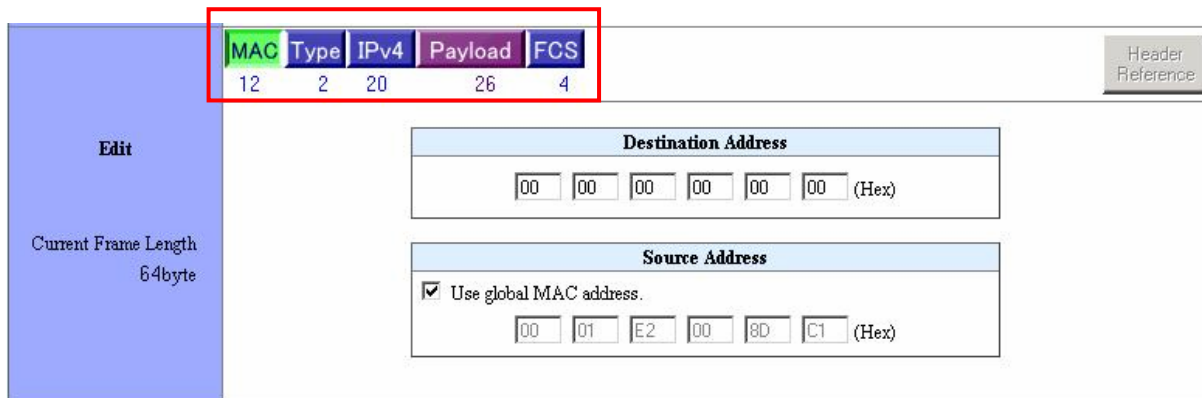 MAC Type IPv4 Payload FCS
12 2 20 26 4
Header
Reference
Edit
Current Frame Length
64byte
Destination Address
00 00 00 00 00 00 (Hex)
Source Address
Use global MAC address.
00 01 E2 00 8D C1 (Hex)